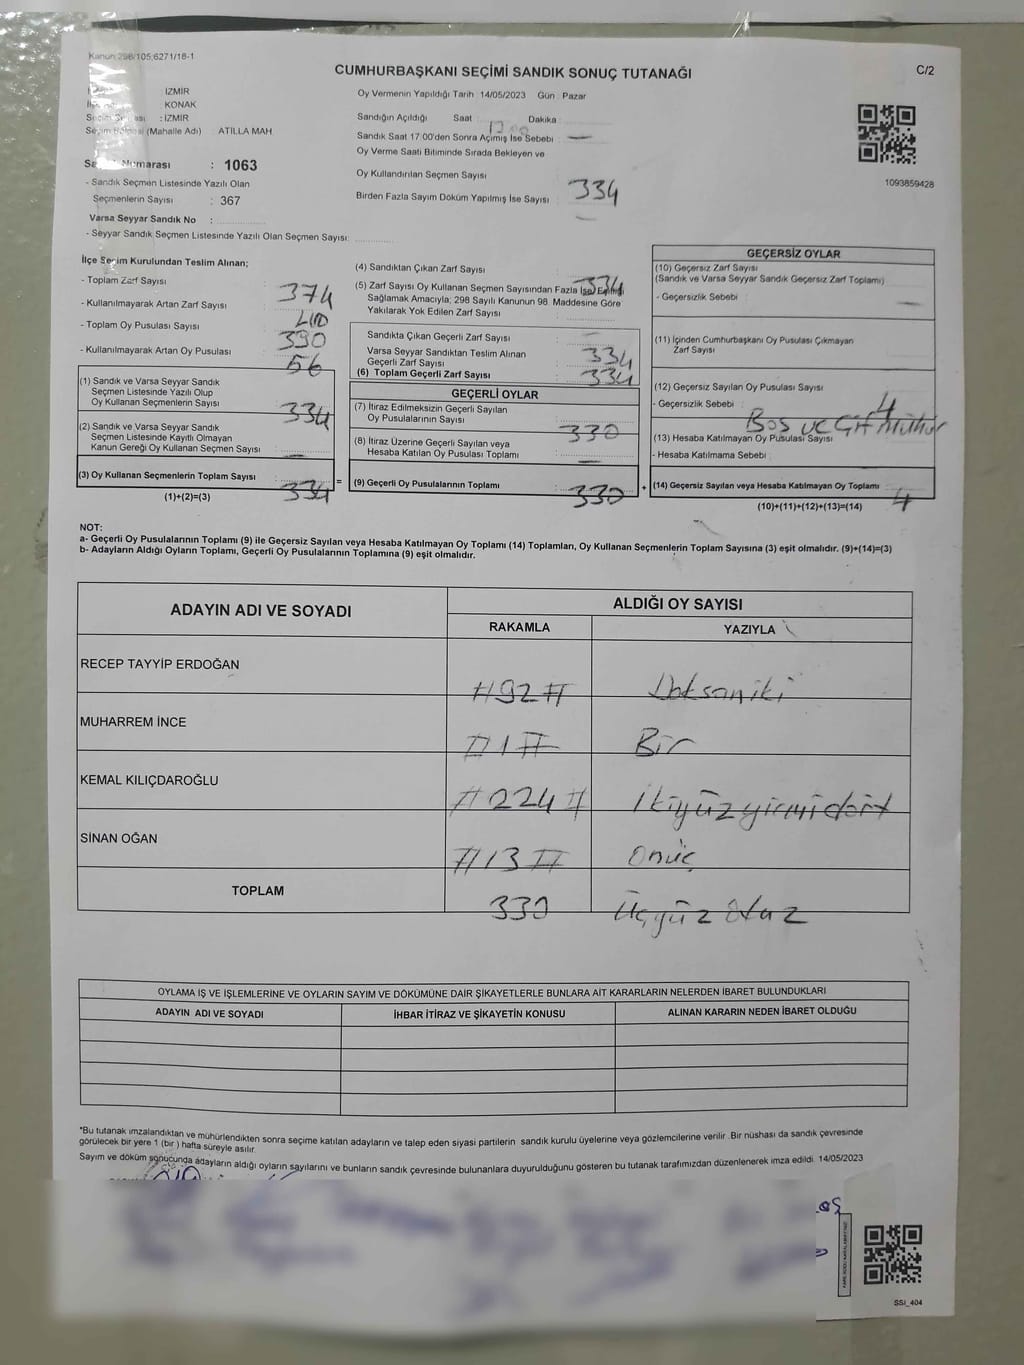 Kanun 298/105;6271/18-1
CUMHURBAŞKANI SEÇİMİ SANDIK SONUÇ TUTANAĞI
C/2
: İZMİR
: KONAK
: İZMİR
(Mahalle Adı) ATİLLA MAH.
Oy Vermenin Yapıldığı Tarih : 14/05/2023 Gün : Pazar
Sandığın Açıldığı Saat : 17.00 Dakika :
Sandık Saat 17.00'den Sonra Açılmış İse Sebebi : —
Oy Verme Saati Bitiminde Sırada Bekleyen ve
Oy Kullandırılan Seçmen Sayısı
Birden Fazla Sayım Döküm Yapılmış İse Sayısı : 334
1093859428
Numarası : 1063
- Sandık Seçmen Listesinde Yazılı Olan
Seçmenlerin Sayısı : 367
Varsa Seyyar Sandık No :
- Seyyar Sandık Seçmen Listesinde Yazılı Olan Seçmen Sayısı:
İlçe Seçim Kurulundan Teslim Alınan;
- Toplam Zarf Sayısı : 374
- Kullanılmayarak Artan Zarf Sayısı :
- Toplam Oy Pusulası Sayısı : 390
- Kullanılmayarak Artan Oy Pusulası : 56
(1) Sandık ve Varsa Seyyar Sandık
Seçmen Listesinde Yazılı Olup
Oy Kullanan Seçmenlerin Sayısı : 334
(2) Sandık ve Varsa Seyyar Sandık
Seçmen Listesinde Kayıtlı Olmayan
Kanun Gereği Oy Kullanan Seçmen Sayısı : —
(3) Oy Kullanan Seçmenlerin Toplam Sayısı : 334
(1)+(2)=(3)
(4) Sandıktan Çıkan Zarf Sayısı : 334
(5) Zarf Sayısı Oy Kullanan Seçmen Sayısından Fazla İse Eşitliği
Sağlamak Amacıyla; 298 Sayılı Kanunun 98. Maddesine Göre
Yakılarak Yok Edilen Zarf Sayısı : —
Sandıkta Çıkan Geçerli Zarf Sayısı : 334
Varsa Seyyar Sandıktan Teslim Alınan
Geçerli Zarf Sayısı
(6) Toplam Geçerli Zarf Sayısı : 334
GEÇERLİ OYLAR
(7) İtiraz Edilmeksizin Geçerli Sayılan
Oy Pusulalarının Sayısı : 330
(8) İtiraz Üzerine Geçerli Sayılan veya
Hesaba Katılan Oy Pusulası Toplamı : —
= (9) Geçerli Oy Pusulalarının Toplamı : 330
GEÇERSİZ OYLAR
(10) Geçersiz Zarf Sayısı
(Sandık ve Varsa Seyyar Sandık Geçersiz Zarf Toplamı)
- Geçersizlik Sebebi : —
(11) İçinden Cumhurbaşkanı Oy Pusulası Çıkmayan
Zarf Sayısı
(12) Geçersiz Sayılan Oy Pusulası Sayısı : 4
- Geçersizlik Sebebi : Boş ve Çift Mühür
(13) Hesaba Katılmayan Oy Pusulası Sayısı
- Hesaba Katılmama Sebebi :
+ (14) Geçersiz Sayılan veya Hesaba Katılmayan Oy Toplamı : 4
(10)+(11)+(12)+(13)=(14)
NOT:
a- Geçerli Oy Pusulalarının Toplamı (9) ile Geçersiz Sayılan veya Hesaba Katılmayan Oy Toplamı (14) Toplamları, Oy Kullanan Seçmenlerin Toplam Sayısına (3) eşit olmalıdır. (9)+(14)=(3)
b- Adayların Aldığı Oyların Toplamı, Geçerli Oy Pusulalarının Toplamına (9) eşit olmalıdır.
ADAYIN ADI VE SOYADI
ALDIĞI OY SAYISI
RAKAMLA YAZIYLA
RECEP TAYYİP ERDOĞAN #92# Doksaniki
MUHARREM İNCE #1# Bir
KEMAL KILIÇDAROĞLU #224# ikiyüzyirmidört
SİNAN OĞAN #13# onüç
TOPLAM 330 Üçyüz otuz
OYLAMA İŞ VE İŞLEMLERİNE VE OYLARIN SAYIM VE DÖKÜMÜNE DAİR ŞİKAYETLERLE BUNLARA AİT KARARLARIN NELERDEN İBARET BULUNDUKLARI
ADAYIN ADI VE SOYADI İHBAR İTİRAZ VE ŞİKAYETİN KONUSU ALINAN KARARIN NEDEN İBARET OLDUĞU
*Bu tutanak imzalandıktan ve mühürlendikten sonra seçime katılan adayların ve talep eden siyasi partilerin sandık kurulu üyelerine veya gözlemcilerine verilir. Bir nüshası da sandık çevresinde
görülecek bir yere 1 (bir ) hafta süreyle asılır.
Sayım ve döküm sonucunda adayların aldığı oyların sayılarını ve bunların sandık çevresinde bulunanlara duyurulduğunu gösteren bu tutanak tarafımızdan düzenlenerek imza edildi. 14/05/2023
SSI_404